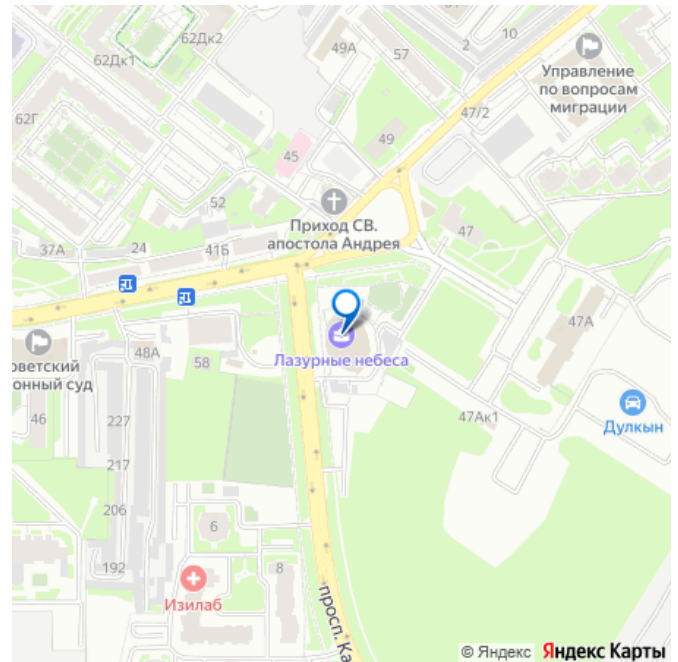 62Дк1
62Дк2
49А
57
2
10
Управление
по вопросам
миграции
62Г
47/2
45
49
52
Приход СВ.
апостола Андрея
37А
24
41Б
47
47А
оветский
онный суд
48А
58
Лазурные небеса
46
227
217
206
192
47Ак1
Дулкын
6
8
Изилаб
просп. Ка
© Яндекс Яндекс Карты